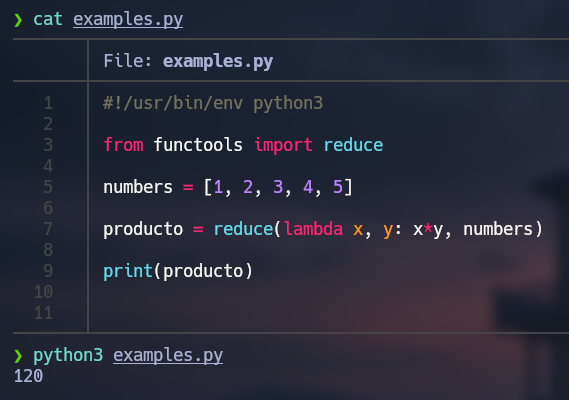 ❯ cat examples.py
File: examples.py
1 #!/usr/bin/env python3
2
3 from functools import reduce
4
5 numbers = [1, 2, 3, 4, 5]
6
7 producto = reduce(lambda x, y: x*y, numbers)
8
9 print(producto)
10
11
❯ python3 examples.py
120